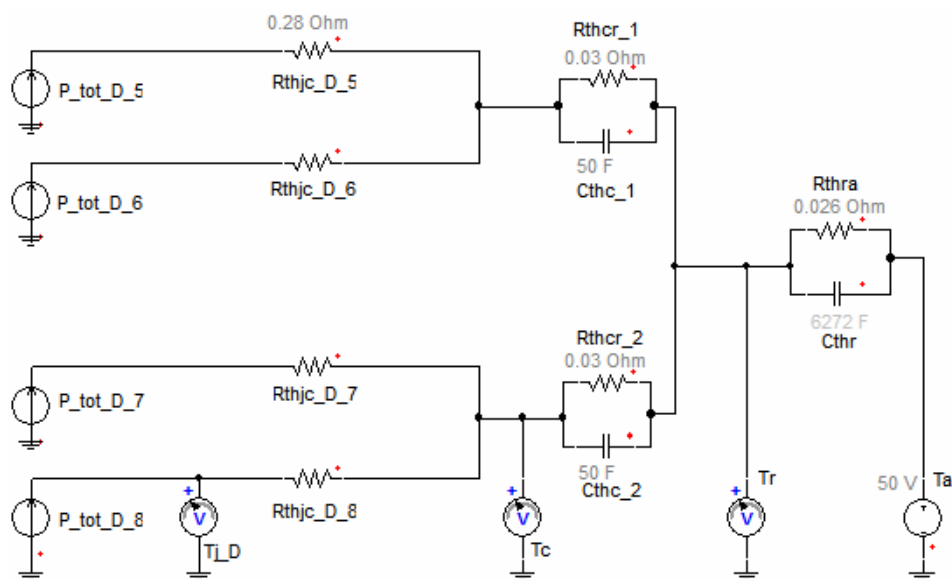 0.28 Ohm
Rthjc_D_5
P_tot_D_5
Rthcr_1
0.03 Ohm
50 F
Cthc_1
Rthjc_D_6
P_tot_D_6
Rthra
0.026 Ohm
6272 F
Cthr
Rthcr_2
0.03 Ohm
Rthjc_D_7
P_tot_D_7
50 F
Cthc_2
Rthjc_D_8
P_tot_D_8
+
V
Tj_D
+
V
Tc
Tr
+
V
50 V
Ta